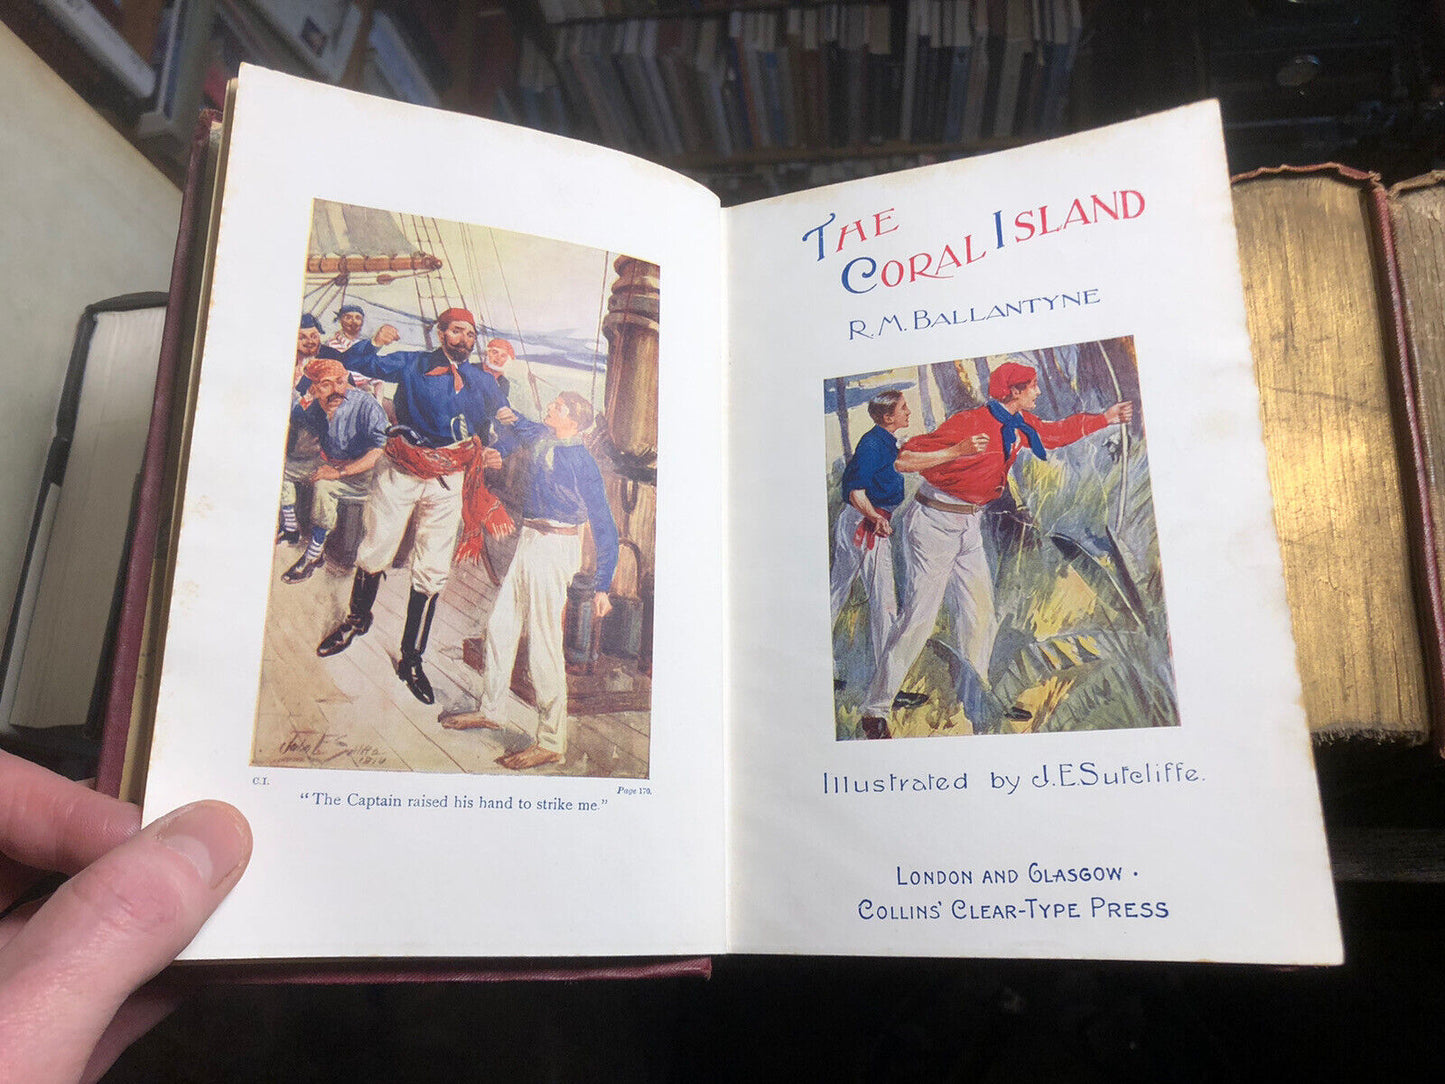 C.I.
Page 170.
"The Captain raised his hand to strike me."
THE
CORAL ISLAND
R. M. BALLANTYNE
Illustrated by J. E. Sutcliffe.
LONDON AND GLASGOW ·
COLLINS' CLEAR-TYPE PRESS